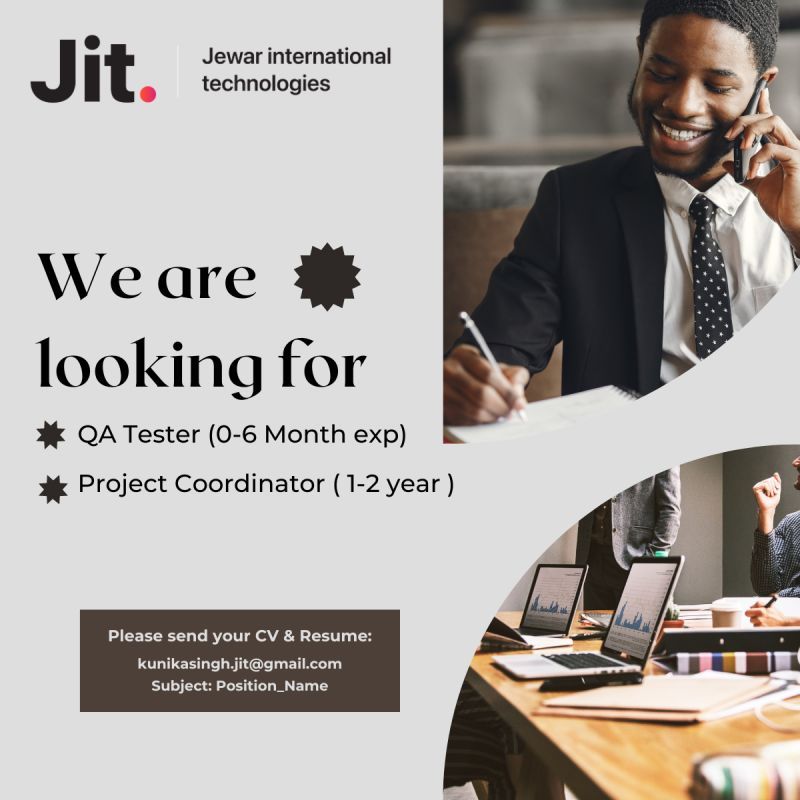 Jit.
Jewar international
technologies
We are
looking for
QA Tester (0-6 Month exp)
Project Coordinator ( 1-2 year )
Please send your CV & Resume:
kunikasingh.jit@gmail.com
Subject: Position_Name